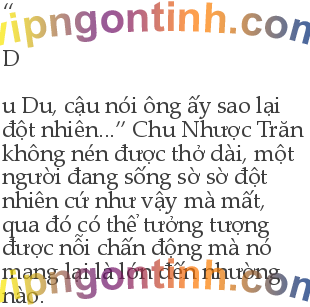 vipngontinh.com
“
D
u Du, cậu nói ông ấy sao lại
đột nhiên...” Chu Nhược Trăn
không nén được thở dài, một
người đang sống sờ sờ đột
nhiên cứ như vậy mà mất,
qua đó có thể tưởng tượng
được nỗi chấn động mà nó
mang lại là lớn đến nhường
nào.
vipngontinh.com